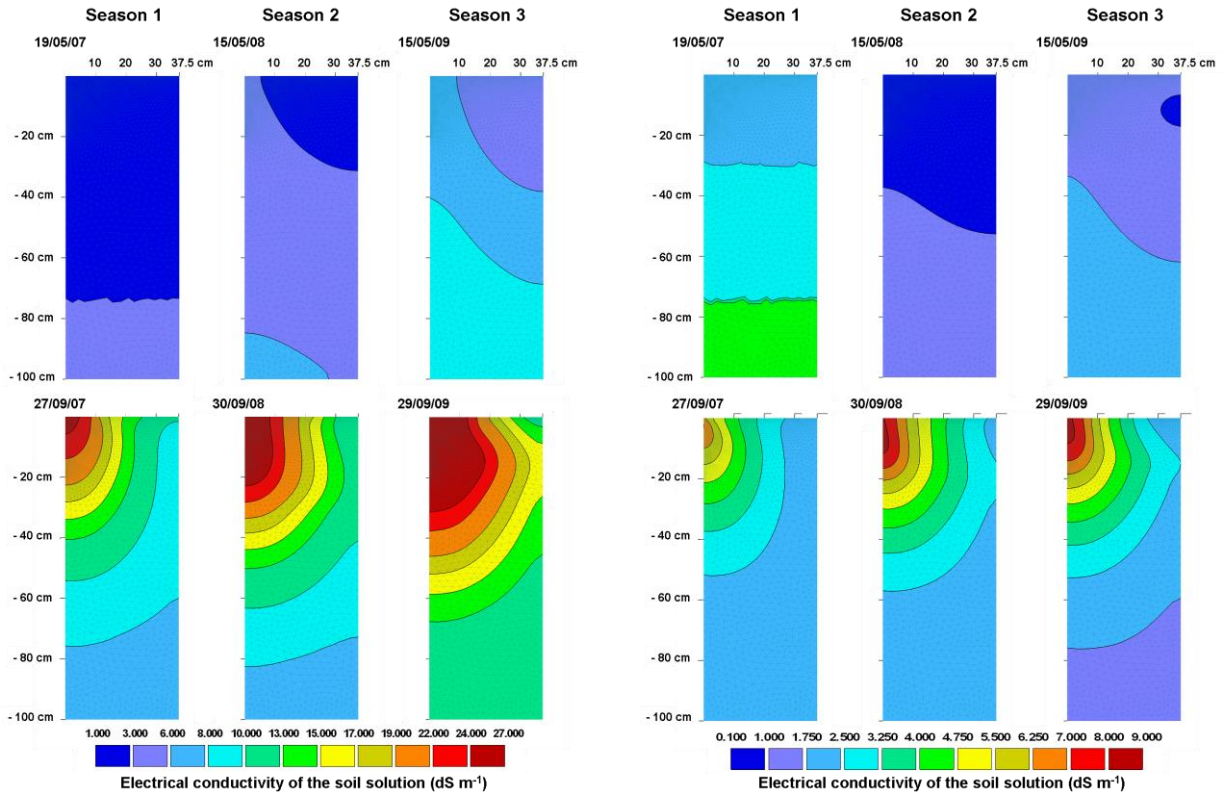 Season 1 Season 2 Season 3
19/05/07 15/05/08 15/05/09
10 20 30 37.5 cm 10 20 30 37.5 cm 10 20 30 37.5 cm
- 20 cm
- 40 cm
- 60 cm
- 80 cm
- 100 cm
27/09/07 30/09/08 29/09/09
- 20 cm
- 40 cm
- 60 cm
- 80 cm
- 100 cm
1.000 3.000 6.000 8.000 10.000 13.000 15.000 17.000 19.000 22.000 24.000 27.000
Electrical conductivity of the soil solution (dS m⁻¹)
Season 1 Season 2 Season 3
19/05/07 15/05/08 15/05/09
10 20 30 37.5 cm 10 20 30 37.5 cm 10 20 30 37.5 cm
- 20 cm
- 40 cm
- 60 cm
- 80 cm
- 100 cm
27/09/07 30/09/08 29/09/09
- 20 cm
- 40 cm
- 60 cm
- 80 cm
- 100 cm
0.100 1.000 1.750 2.500 3.250 4.000 4.750 5.500 6.250 7.000 8.000 9.000
Electrical conductivity of the soil solution (dS m⁻¹)